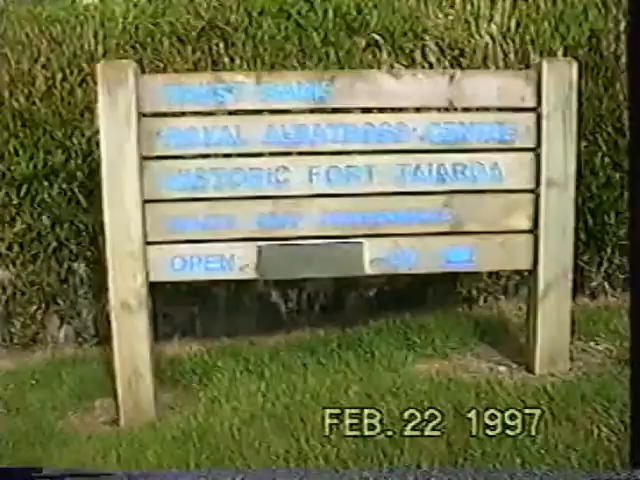 TRUST BANK
ROYAL ALBATROSS CENTRE
HISTORIC FORT TAIAROA
OPEN
FEB. 22 1997